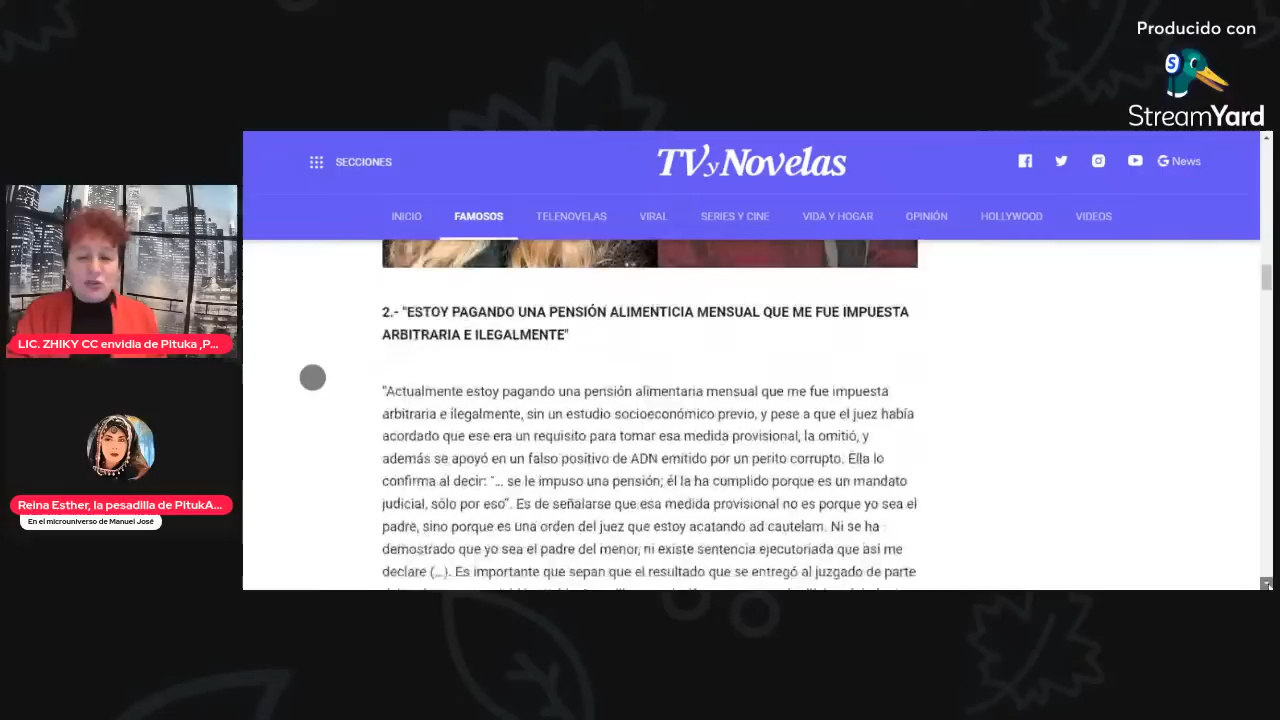 Producido con
StreamYard
SECCIONES
TVyNovelas
G News
INICIO
FAMOSOS
TELENOVELAS
VIRAL
SERIES Y CINE
VIDA Y HOGAR
OPINIÓN
HOLLYWOOD
VIDEOS
2.- "ESTOY PAGANDO UNA PENSIÓN ALIMENTICIA MENSUAL QUE ME FUE IMPUESTA
ARBITRARIA E ILEGALMENTE"
"Actualmente estoy pagando una pensión alimentaria mensual que me fue impuesta
arbitraria e ilegalmente, sin un estudio socioeconómico previo, y pese a que el juez había
acordado que ese era un requisito para tomar esa medida provisional, la omitió, y
además se apoyó en un falso positivo de ADN emitido por un perito corrupto. Ella lo
confirma al decir: "... se le impuso una pensión; él la ha cumplido porque es un mandato
judicial, sólo por eso". Es de señalarse que esa medida provisional no es porque yo sea el
padre, sino porque es una orden del juez que estoy acatando ad cautelam. Ni se ha
demostrado que yo sea el padre del menor, ni existe sentencia ejecutoriada que así me
declare (...). Es importante que sepan que el resultado que se entregó al juzgado de parte
LIC. ZHIKY CC envidia de Pituka ,P...
Reina Esther, la pesadilla de PitukA...
En el microuniverso de Manuel José